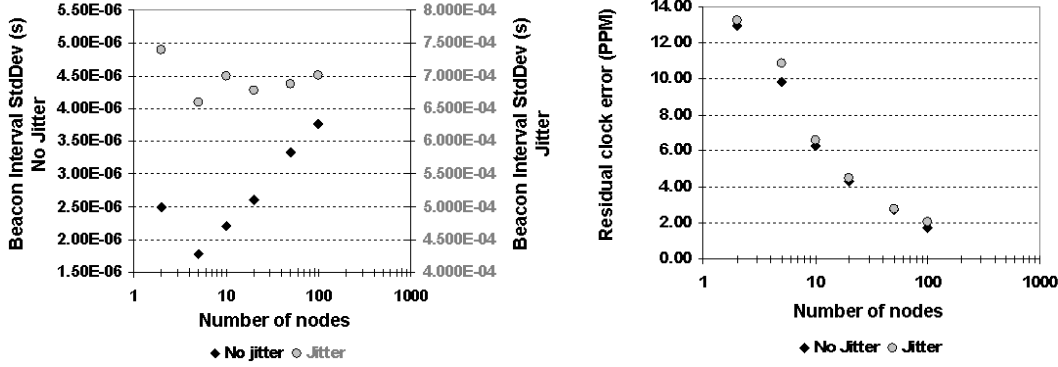 5.50E-06
5.00E-06
4.50E-06
4.00E-06
3.50E-06
3.00E-06
2.50E-06
2.00E-06
1.50E-06
Beacon Interval StdDev (s)
No Jitter
8.000E-04
7.500E-04
7.000E-04
6.500E-04
6.000E-04
5.500E-04
5.000E-04
4.500E-04
4.000E-04
Beacon Interval StdDev (s)
Jitter
1 10 100 1000
Number of nodes
No jitter Jitter
14.00
12.00
10.00
8.00
6.00
4.00
2.00
0.00
Residual clock error (PPM)
1 10 100 1000
Number of nodes
No Jitter Jitter